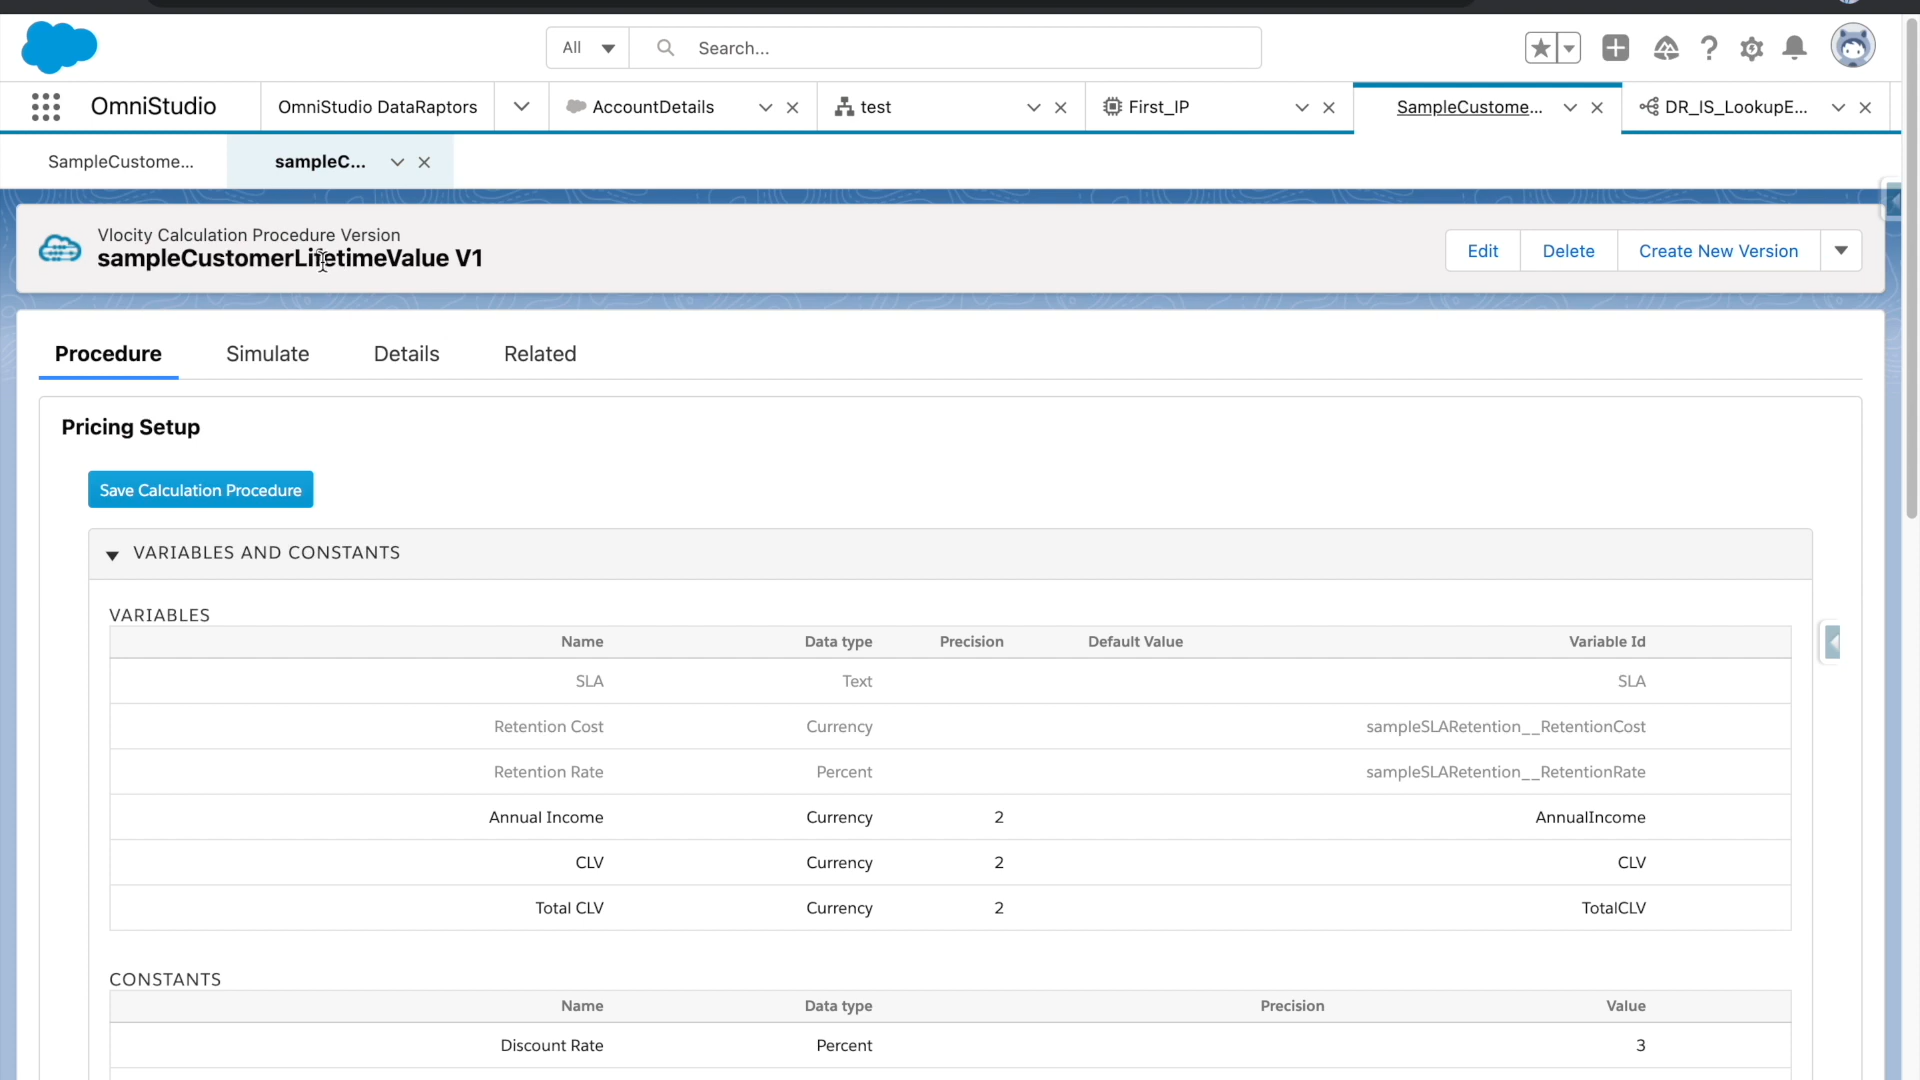 All
Search...
OmniStudio
OmniStudio DataRaptors
AccountDetails
test
First_IP
SampleCustome...
DR_IS_LookupE...
SampleCustome...
sampleC...
Vlocity Calculation Procedure Version
sampleCustomerLifetimeValue V1
Edit
Delete
Create New Version
Procedure
Simulate
Details
Related
Pricing Setup
Save Calculation Procedure
VARIABLES AND CONSTANTS
VARIABLES
Name Data type Precision Default Value Variable Id
SLA Text SLA
Retention Cost Currency sampleSLARetention__RetentionCost
Retention Rate Percent sampleSLARetention__RetentionRate
Annual Income Currency 2 AnnualIncome
CLV Currency 2 CLV
Total CLV Currency 2 TotalCLV
CONSTANTS
Name Data type Precision Value
Discount Rate Percent 3